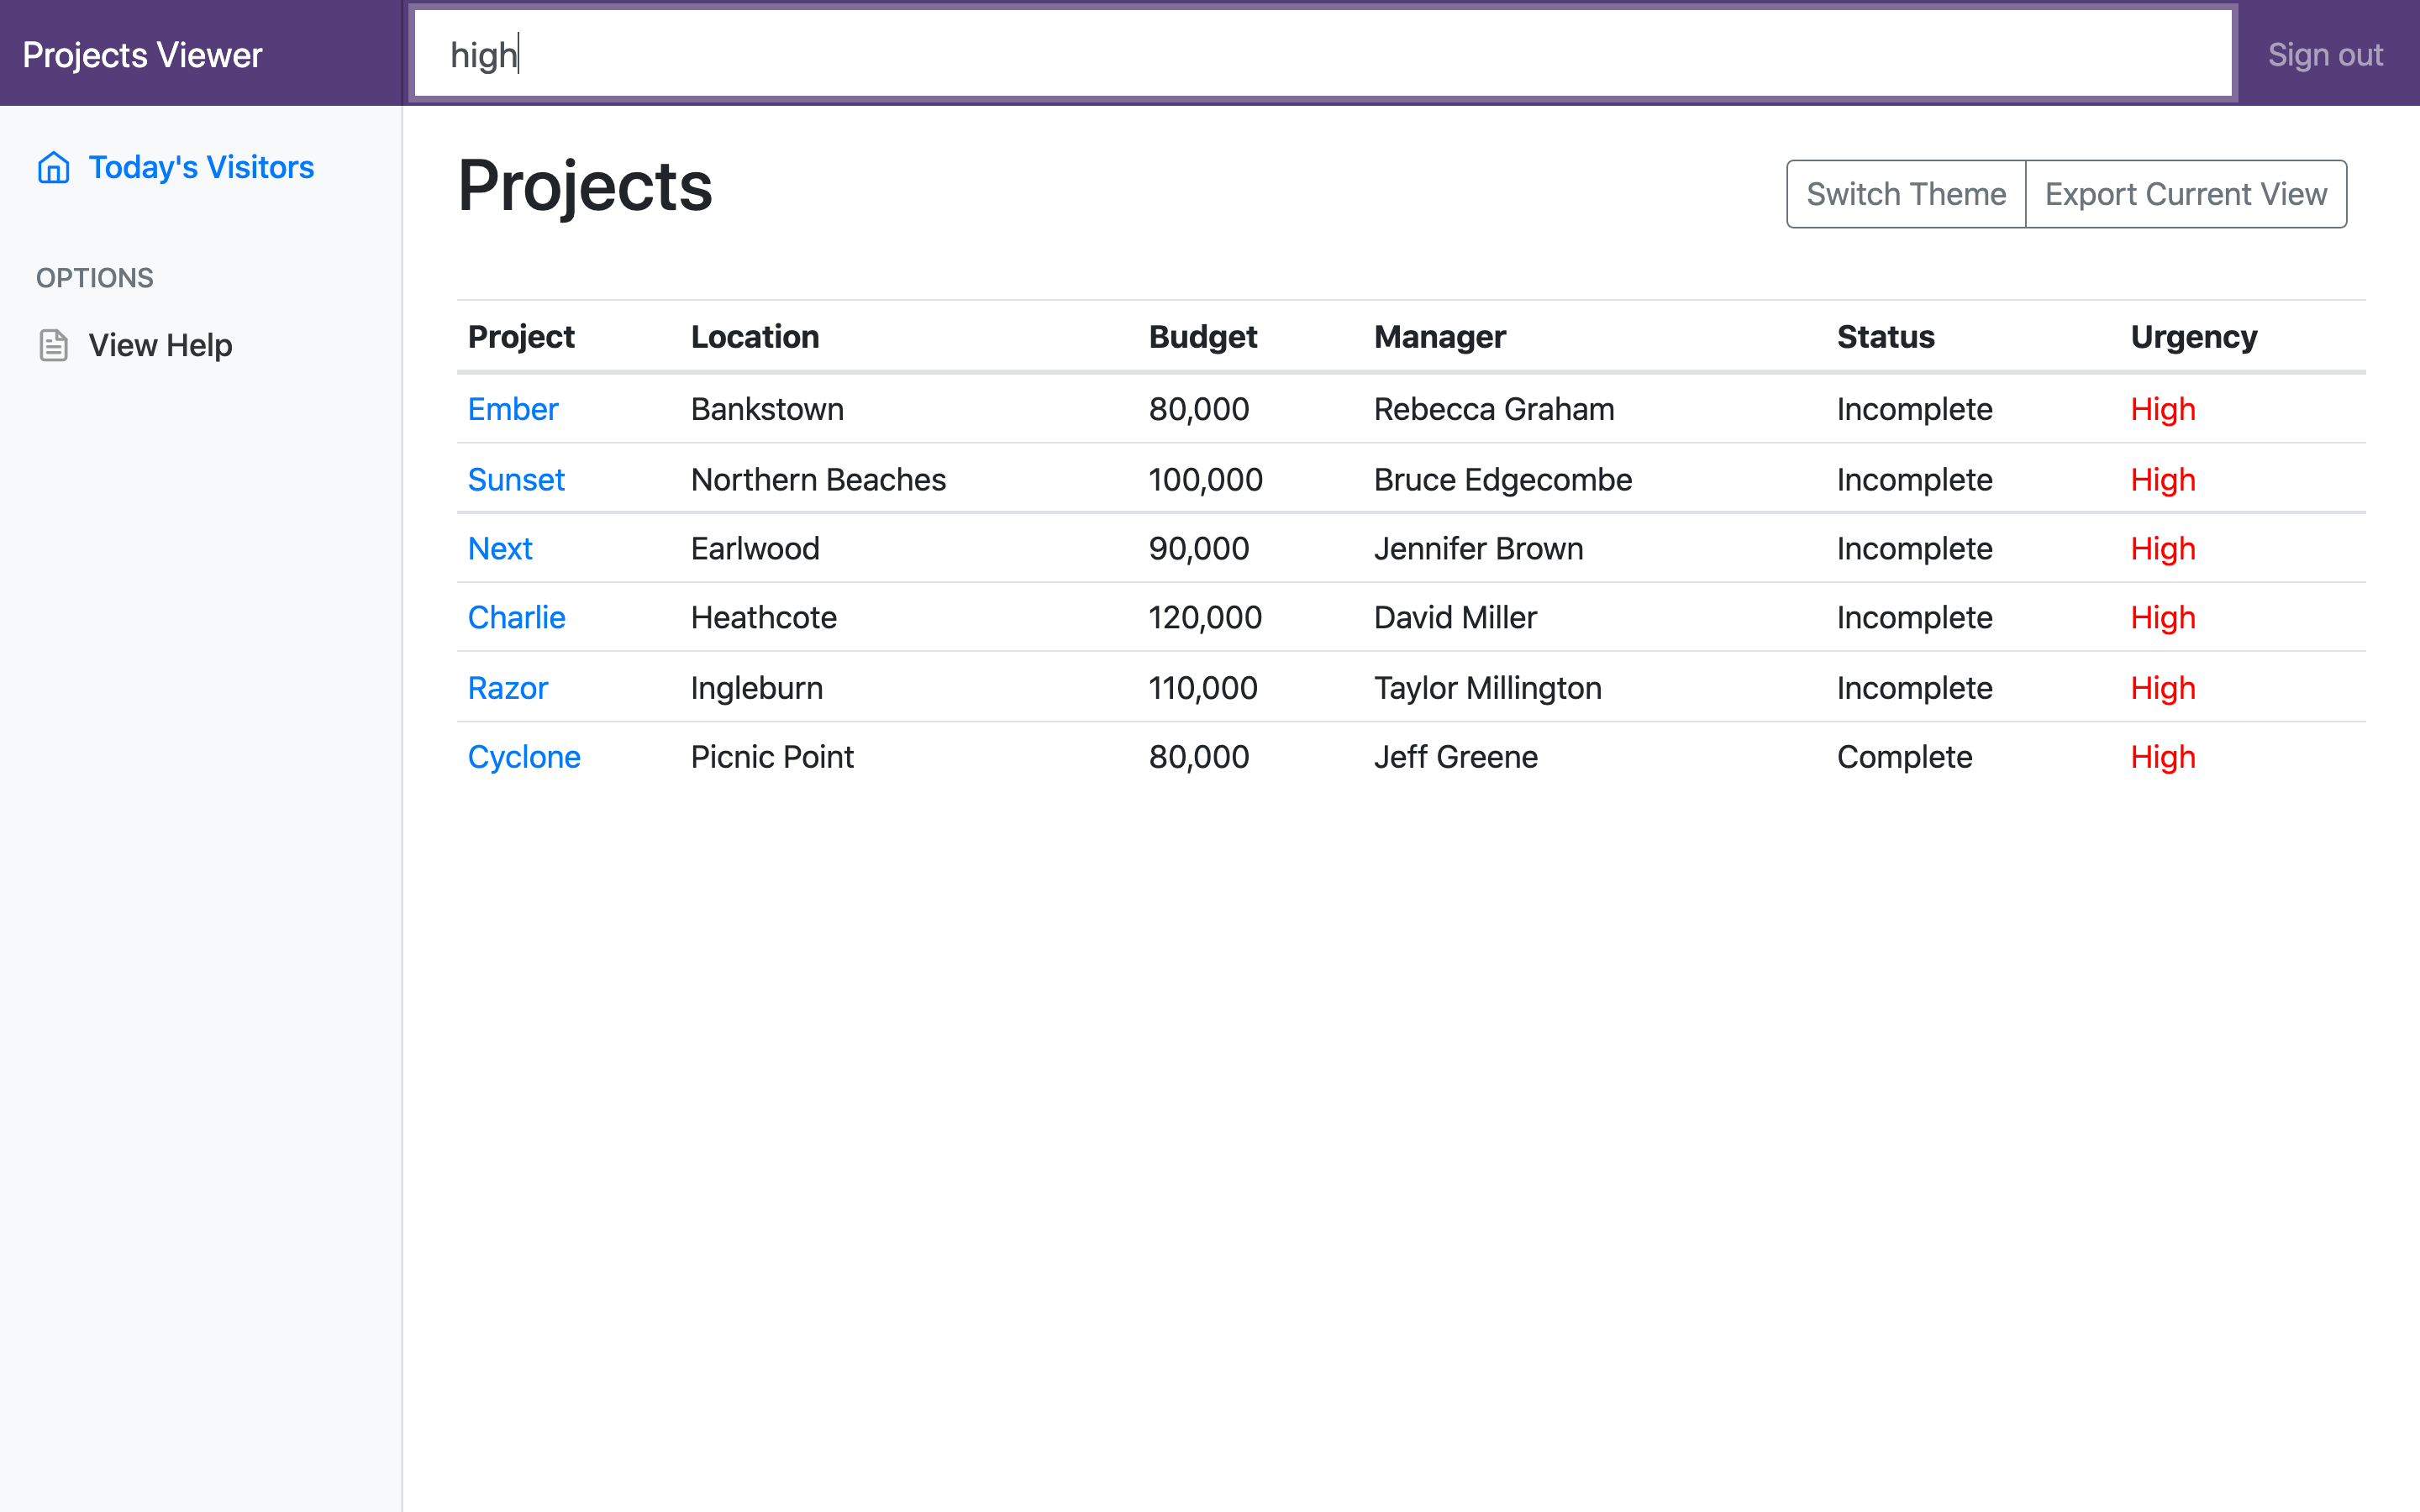 Projects Viewer high Sign out
Today's Visitors
OPTIONS
View Help
Projects
Switch Theme Export Current View
Project Location Budget Manager Status Urgency
Ember Bankstown 80,000 Rebecca Graham Incomplete High
Sunset Northern Beaches 100,000 Bruce Edgecombe Incomplete High
Next Earlwood 90,000 Jennifer Brown Incomplete High
Charlie Heathcote 120,000 David Miller Incomplete High
Razor Ingleburn 110,000 Taylor Millington Incomplete High
Cyclone Picnic Point 80,000 Jeff Greene Complete High